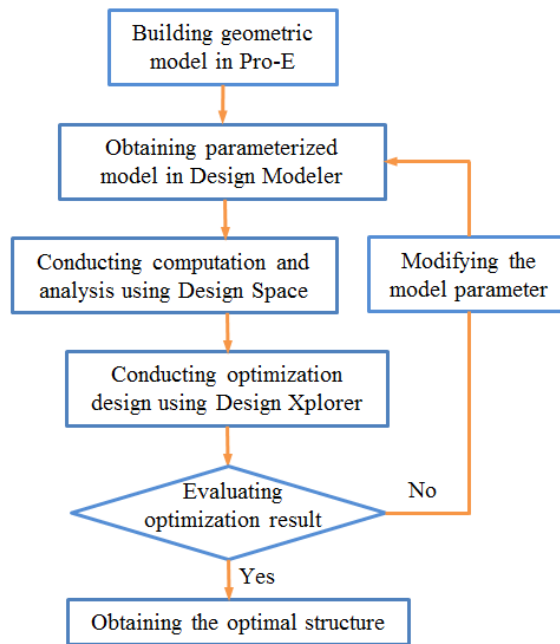 Building geometric
model in Pro-E
Obtaining parameterized
model in Design Modeler
Conducting computation and
analysis using Design Space
Modifying the
model parameter
Conducting optimization
design using Design Xplorer
Evaluating
optimization result
No
Yes
Obtaining the optimal structure